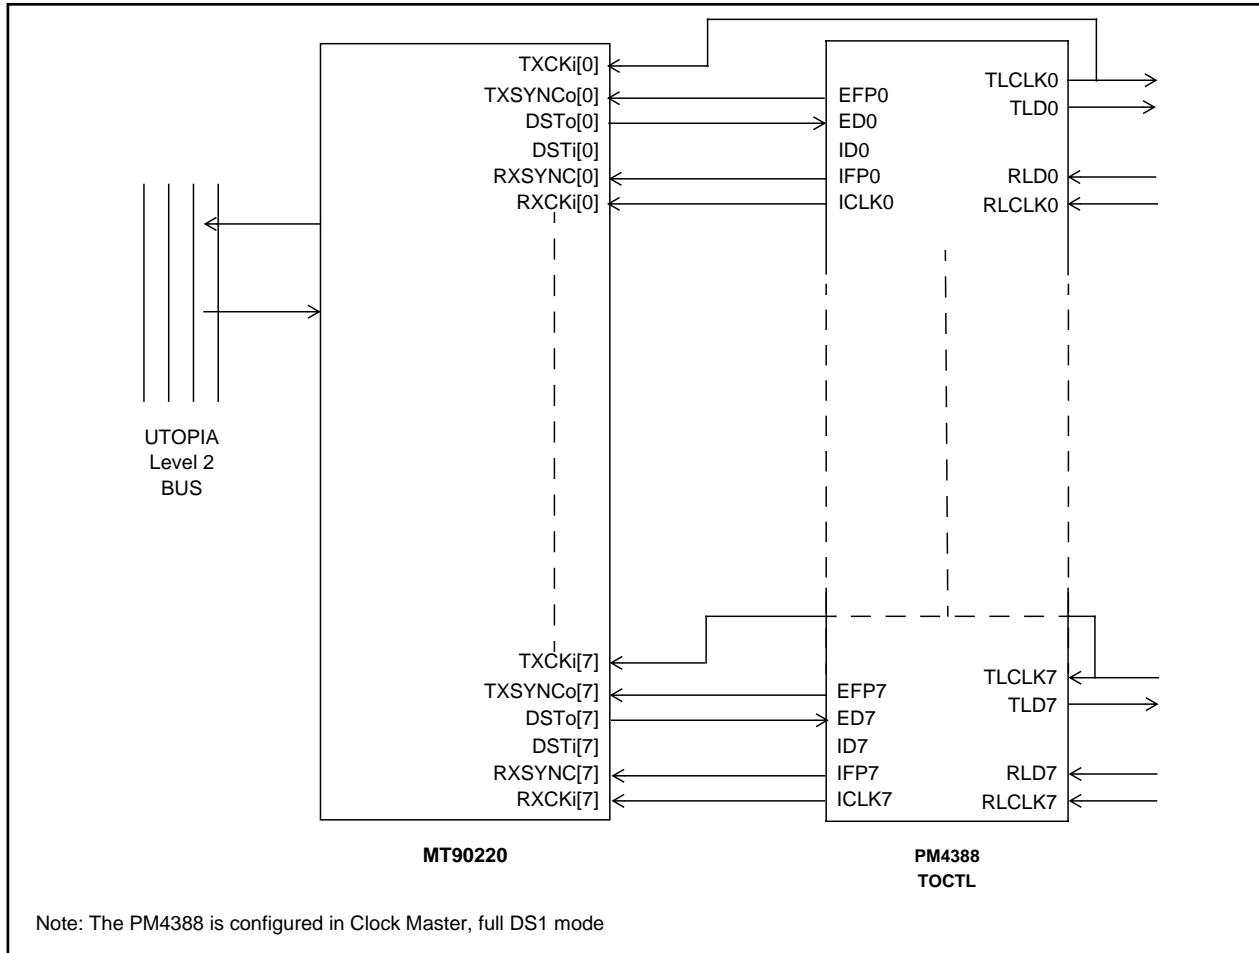 TXCKi[0]
TXSYNCo[0]
DSTo[0]
DSTi[0]
RXSYNC[0]
RXCKi[0]
EFP0
ED0
ID0
IFP0
ICLK0
TLCLK0
TLD0
RLD0
RLCLK0
UTOPIA
Level 2
BUS
TXCKi[7]
TXSYNCo[7]
DSTo[7]
DSTi[7]
RXSYNC[7]
RXCKi[7]
EFP7
ED7
ID7
IFP7
ICLK7
TLCLK7
TLD7
RLD7
RLCLK7
MT90220
PM4388
TOCTL
Note: The PM4388 is configured in Clock Master, full DS1 mode